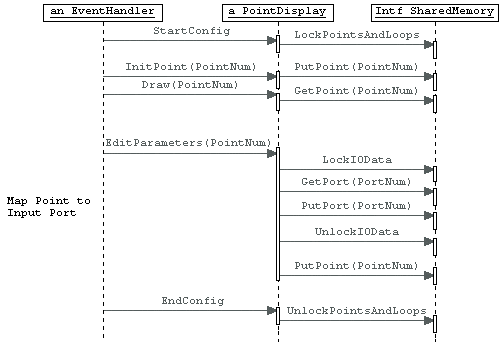 an EventHandler
a PointDisplay
Intf SharedMemory
StartConfig
LockPointsAndLoops
InitPoint(PointNum)
PutPoint(PointNum)
Draw(PointNum)
GetPoint(PointNum)
EditParameters(PointNum)
LockIOData
GetPort(PortNum)
Map Point to
Input Port
PutPort(PortNum)
UnlockIOData
PutPoint(PointNum)
EndConfig
UnlockPointsAndLoops